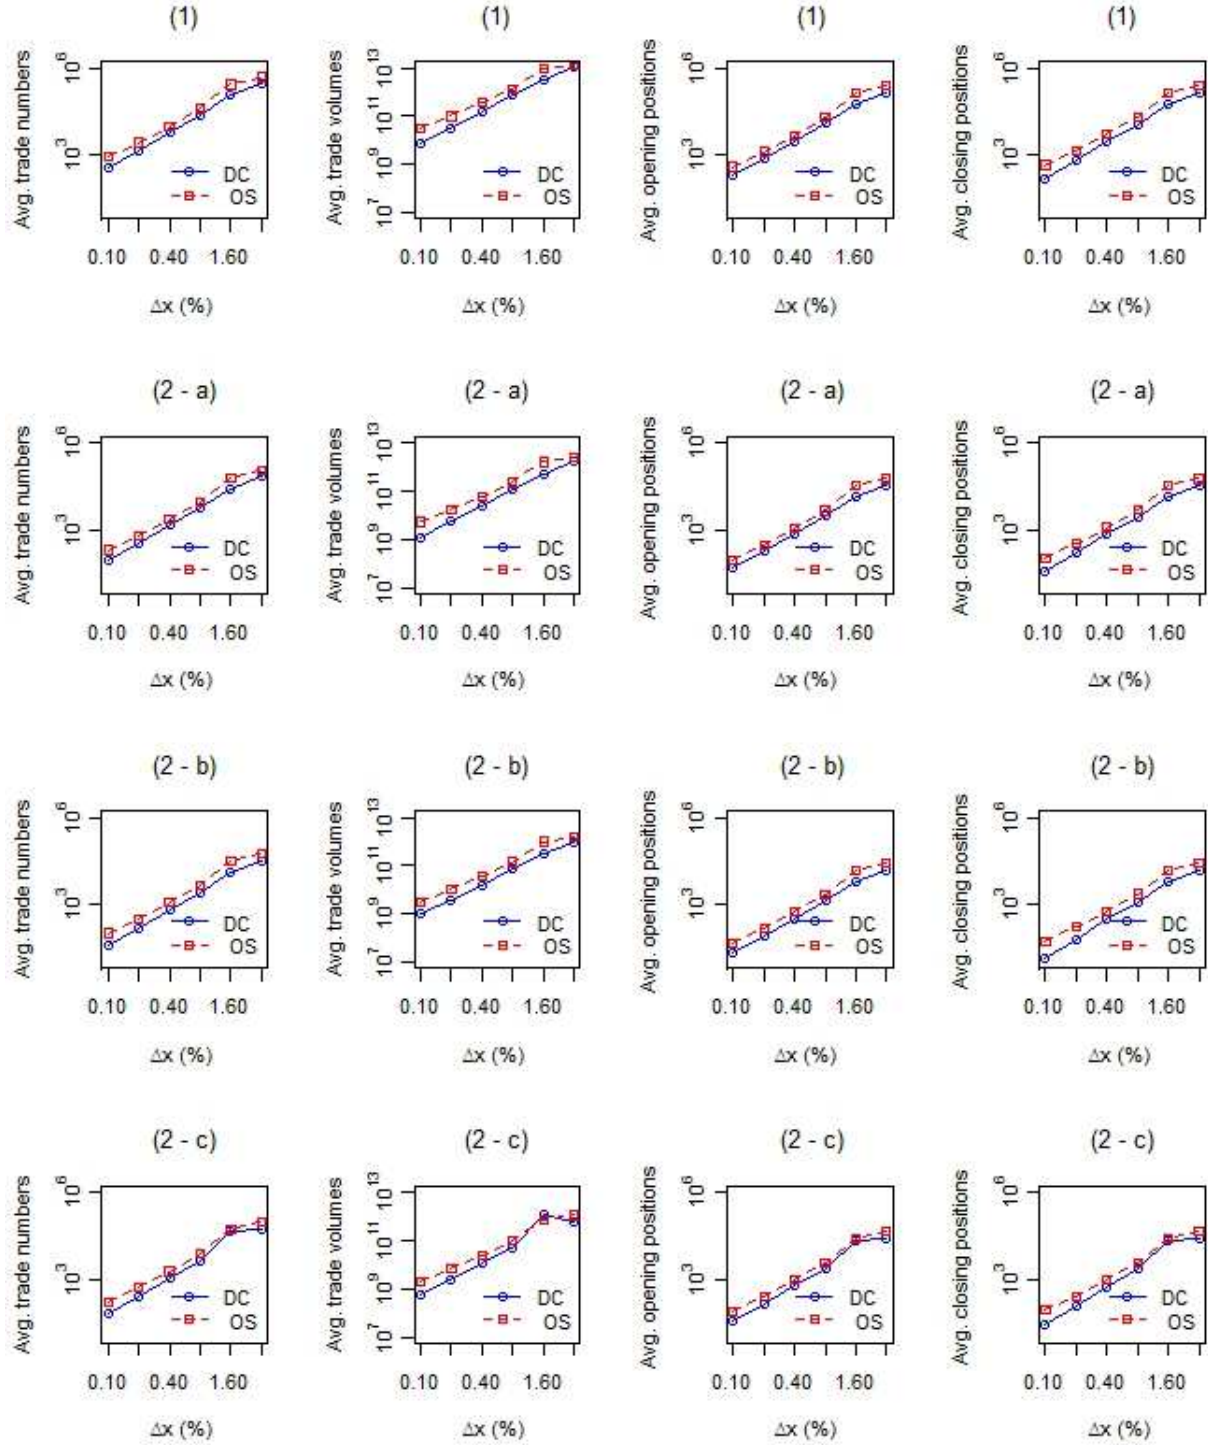 (1) (1) (1) (1)
Avg. trade numbers
10^6
10^3
DC
OS
0.10 0.40 1.60
Δx (%)
Avg. trade volumes
10^13
10^11
10^9
10^7
DC
OS
0.10 0.40 1.60
Δx (%)
Avg. opening positions
10^6
10^3
DC
OS
0.10 0.40 1.60
Δx (%)
Avg. closing positions
10^6
10^3
DC
OS
0.10 0.40 1.60
Δx (%)
(2 - a) (2 - a) (2 - a) (2 - a)
Avg. trade numbers
10^6
10^3
DC
OS
0.10 0.40 1.60
Δx (%)
Avg. trade volumes
10^13
10^11
10^9
10^7
DC
OS
0.10 0.40 1.60
Δx (%)
Avg. opening positions
10^6
10^3
DC
OS
0.10 0.40 1.60
Δx (%)
Avg. closing positions
10^6
10^3
DC
OS
0.10 0.40 1.60
Δx (%)
(2 - b) (2 - b) (2 - b) (2 - b)
Avg. trade numbers
10^6
10^3
DC
OS
0.10 0.40 1.60
Δx (%)
Avg. trade volumes
10^13
10^11
10^9
10^7
DC
OS
0.10 0.40 1.60
Δx (%)
Avg. opening positions
10^6
10^3
DC
OS
0.10 0.40 1.60
Δx (%)
Avg. closing positions
10^6
10^3
DC
OS
0.10 0.40 1.60
Δx (%)
(2 - c) (2 - c) (2 - c) (2 - c)
Avg. trade numbers
10^6
10^3
DC
OS
0.10 0.40 1.60
Δx (%)
Avg. trade volumes
10^13
10^11
10^9
10^7
DC
OS
0.10 0.40 1.60
Δx (%)
Avg. opening positions
10^6
10^3
DC
OS
0.10 0.40 1.60
Δx (%)
Avg. closing positions
10^6
10^3
DC
OS
0.10 0.40 1.60
Δx (%)